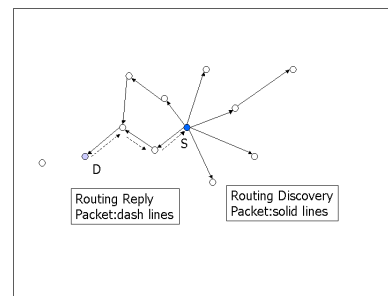 S
D
Routing Reply
Packet:dash lines
Routing Discovery
Packet:solid lines